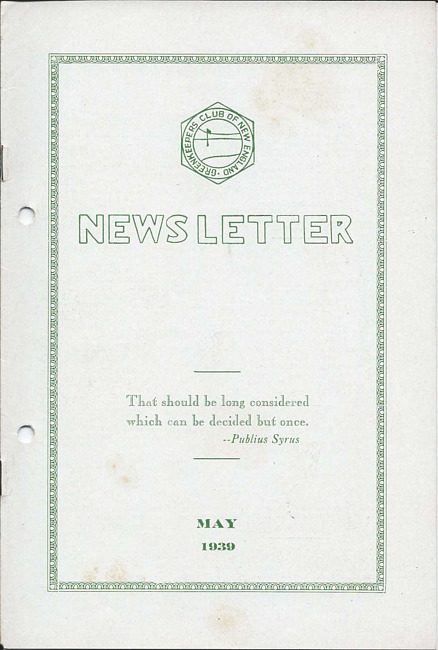 GREENKEEPERS CLUB OF NEW ENGLAND
NEWS LETTER
That should be long considered
which can be decided but once.
--Publius Syrus
MAY
1939